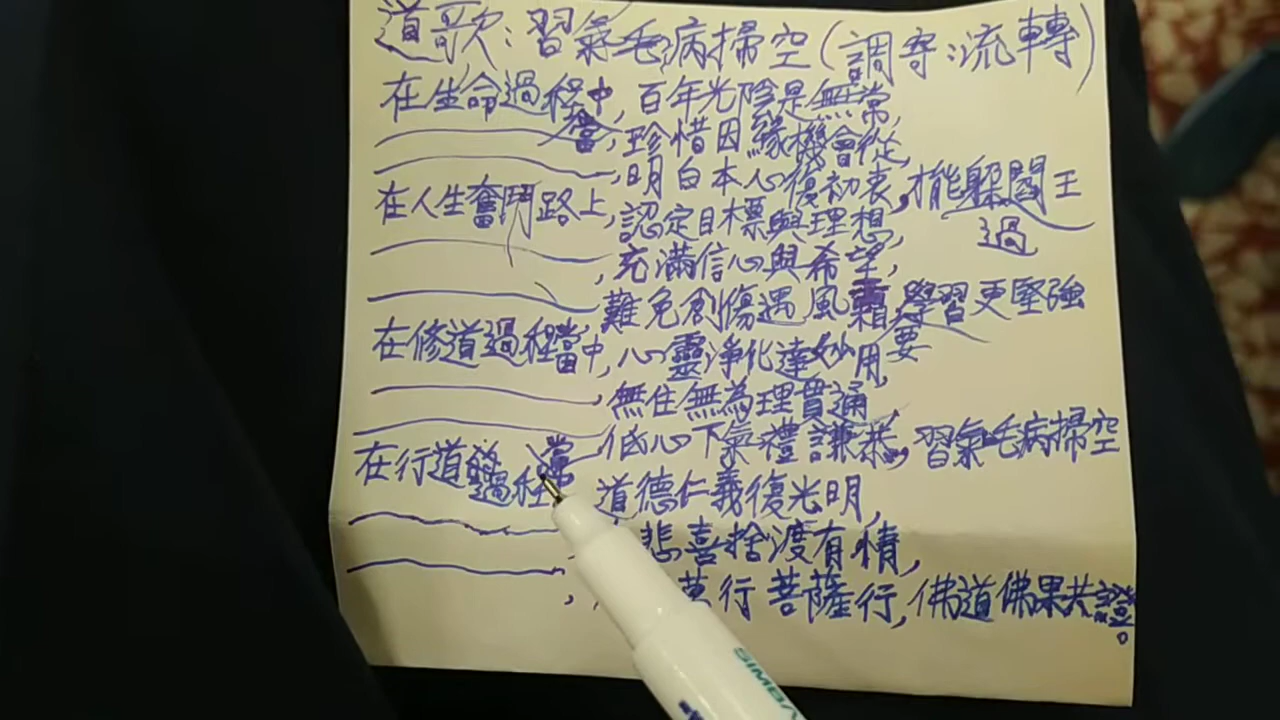 道歌:習氣毛病掃空(調寄:流轉)
在生命過程當中,百年光陰是無常,
,珍惜因緣機會從,
,明白本心復初衷,才能躲閻王過,
在人生奮鬥路上,認定目標與理想,
,充滿信心與希望,
,難免創傷遇風霜,學習要更堅強
在修道過程當中,心靈淨化達妙用,
,無住無為理貫通,
,低心下氣禮謙恭,習氣毛病掃空
在行道的過程當 道德仁義復光明,
悲喜捨渡有情,
萬行菩薩行,佛道佛果共證。
SIMBA